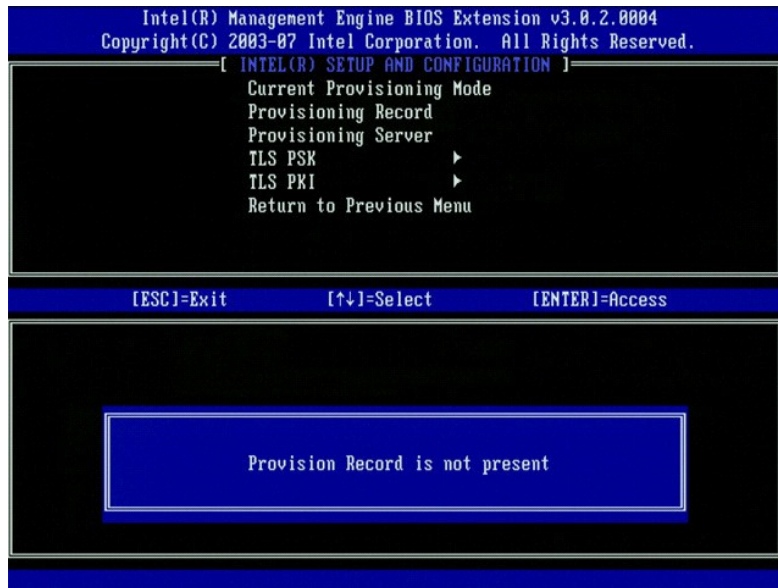 Intel(R) Management Engine BIOS Extension v3.0.2.0004
Copyright(C) 2003-07 Intel Corporation. All Rights Reserved.
[ INTEL(R) SETUP AND CONFIGURATION ]
Current Provisioning Mode
Provisioning Record
Provisioning Server
TLS PSK ►
TLS PKI ►
Return to Previous Menu
[ESC]=Exit [↑↓]=Select [ENTER]=Access
Provision Record is not present